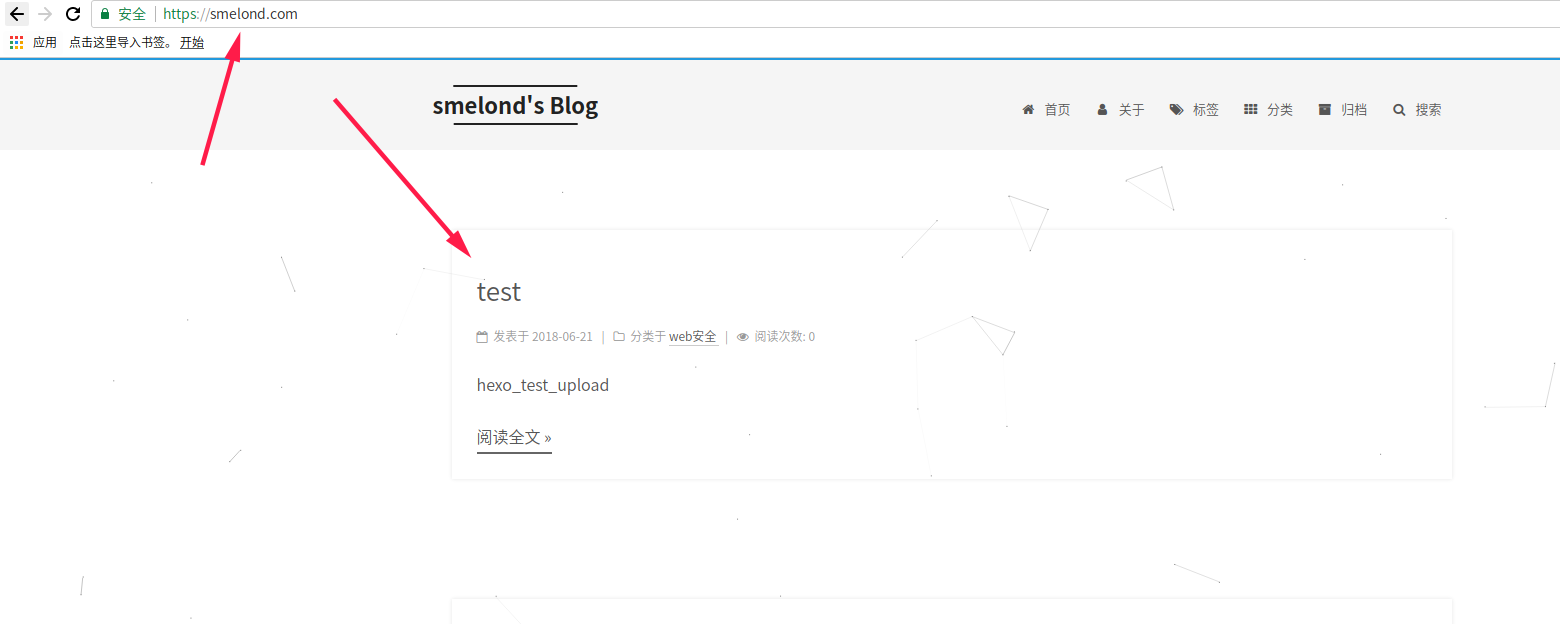 安全 | https://smelond.com
应用 点击这里导入书签。 开始
smelond's Blog
首页 关于 标签 分类 归档 搜索
test
发表于 2018-06-21 | 分类于 web安全 | 阅读次数: 0
hexo_test_upload
阅读全文 »